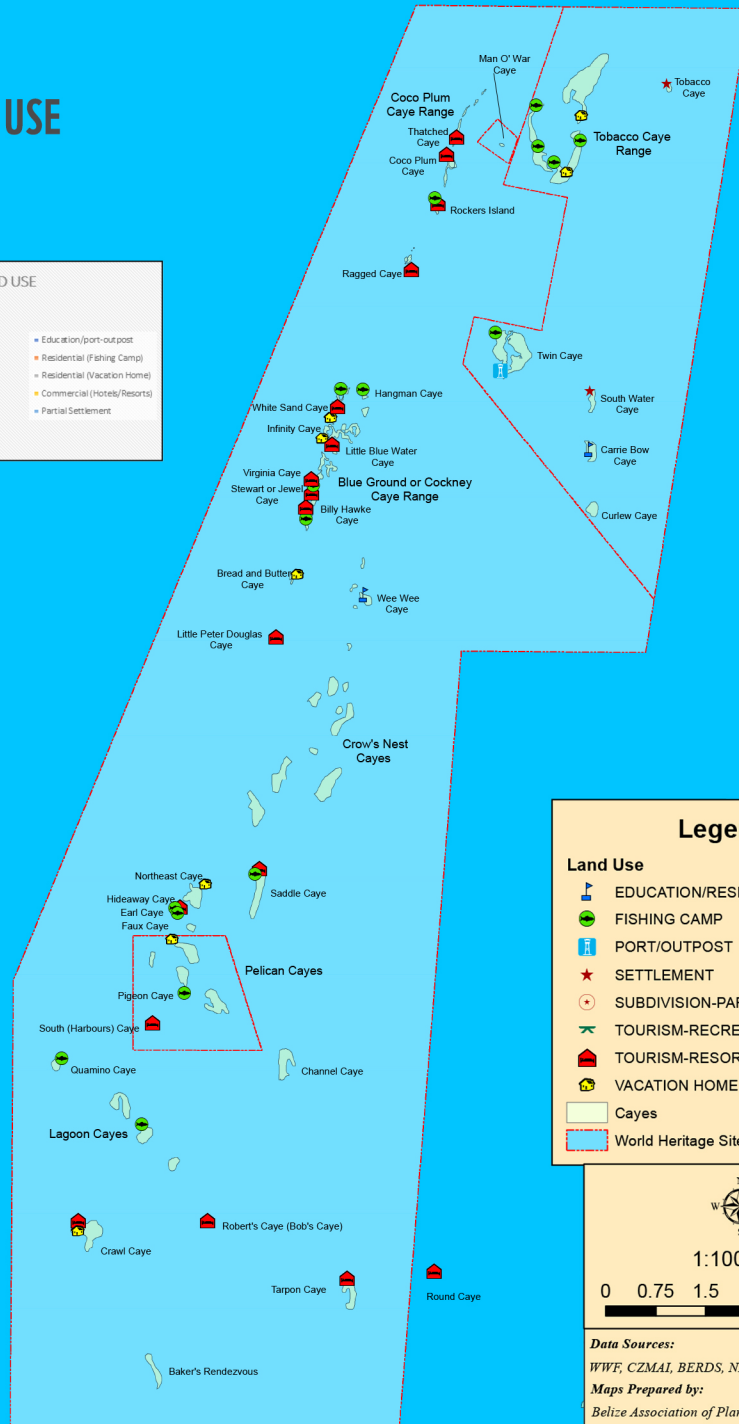 USE
D USE
Education/port-outpost
Residential (Fishing Camp)
Residential (Vacation Home)
Commercial (Hotels/Resorts)
Partial Settlement
Man O' War
Caye
Tobacco
Caye
Coco Plum
Caye Range
Thatched
Caye
Tobacco Caye
Range
Coco Plum
Caye
Rockers Island
Ragged Caye
Twin Caye
Hangman Caye
White Sand Caye
South Water
Caye
Infinity Caye
Little Blue Water
Caye
Carrie Bow
Caye
Virginia Caye
Blue Ground or Cockney
Caye Range
Stewart or Jewel
Caye
Billy Hawke
Caye
Curlew Caye
Bread and Butter
Caye
Wee Wee
Caye
Little Peter Douglas
Caye
Crow's Nest
Cayes
Northeast Caye
Saddle Caye
Hideaway Caye
Earl Caye
Faux Caye
Pelican Cayes
Pigeon Caye
South (Harbours) Caye
Quamino Caye
Channel Caye
Lagoon Cayes
Robert's Caye (Bob's Caye)
Crawl Caye
Tarpon Caye
Round Caye
Baker's Rendezvous
Lege
Land Use
EDUCATION/RESE
FISHING CAMP
PORT/OUTPOST
SETTLEMENT
SUBDIVISION-PAR
TOURISM-RECRE
TOURISM-RESOR
VACATION HOME
Cayes
World Heritage Site
W
1:100
0 0.75 1.5
Data Sources:
WWF, CZMAI, BERDS, N
Maps Prepared by:
Belize Association of Plan